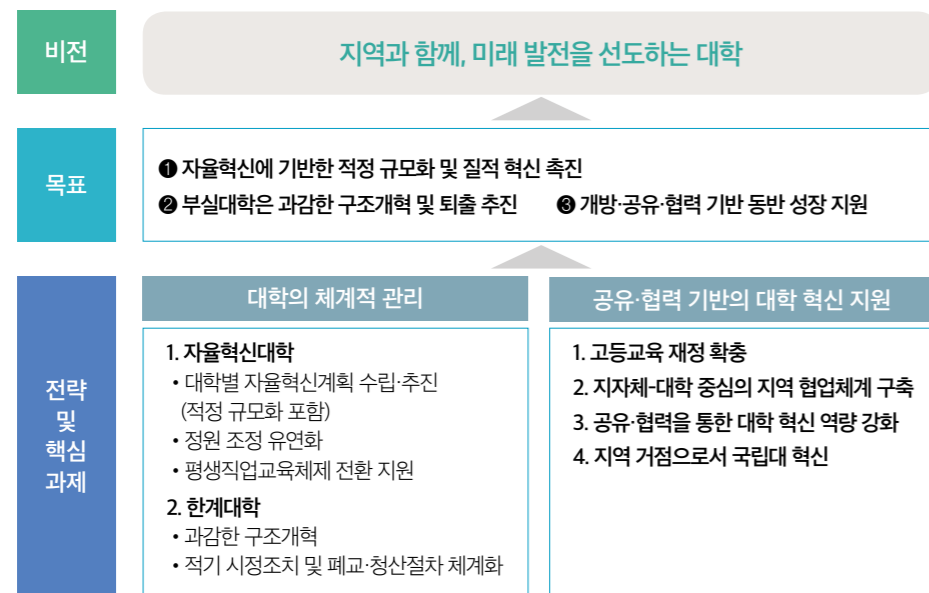 비전
지역과 함께, 미래 발전을 선도하는 대학
목표
❶ 자율혁신에 기반한 적정 규모화 및 질적 혁신 촉진
❷ 부실대학은 과감한 구조개혁 및 퇴출 추진 ❸ 개방·공유·협력 기반 동반 성장 지원
전략
및
핵심
과제
대학의 체계적 관리
1. 자율혁신대학
• 대학별 자율혁신계획 수립·추진
(적정 규모화 포함)
• 정원 조정 유연화
• 평생직업교육체제 전환 지원
2. 한계대학
• 과감한 구조개혁
• 적기 시정조치 및 폐교·청산절차 체계화
공유·협력 기반의 대학 혁신 지원
1. 고등교육 재정 확충
2. 지자체-대학 중심의 지역 협업체계 구축
3. 공유·협력을 통한 대학 혁신 역량 강화
4. 지역 거점으로서 국립대 혁신